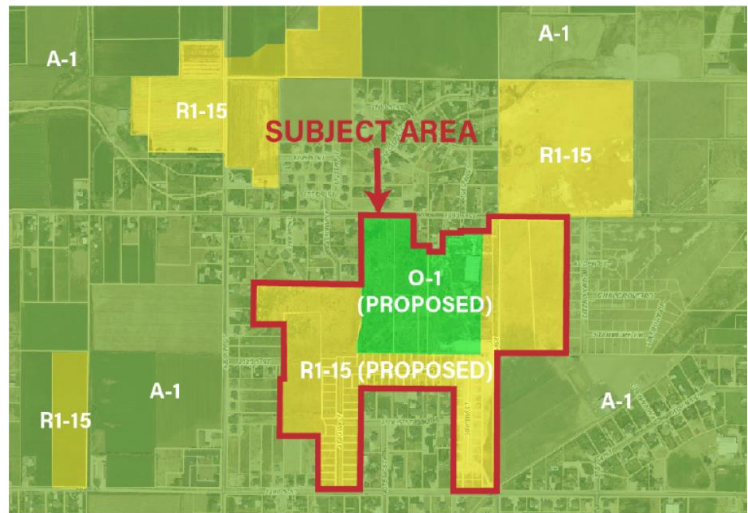 A-1
A-1
R1-15
SUBJECT AREA
R1-15
O-1
(PROPOSED)
R1-15 (PROPOSED)
A-1
R1-15
A-1